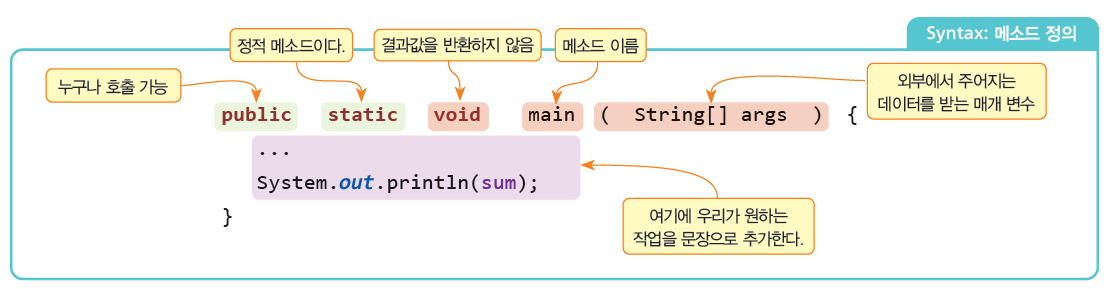 Syntax: 메소드 정의
정적 메소드이다.
결과값을 반환하지 않음
메소드 이름
누구나 호출 가능
외부에서 주어지는
데이터를 받는 매개 변수
public static void main ( String[] args ) {
...
System.out.println(sum);
}
여기에 우리가 원하는
작업을 문장으로 추가한다.